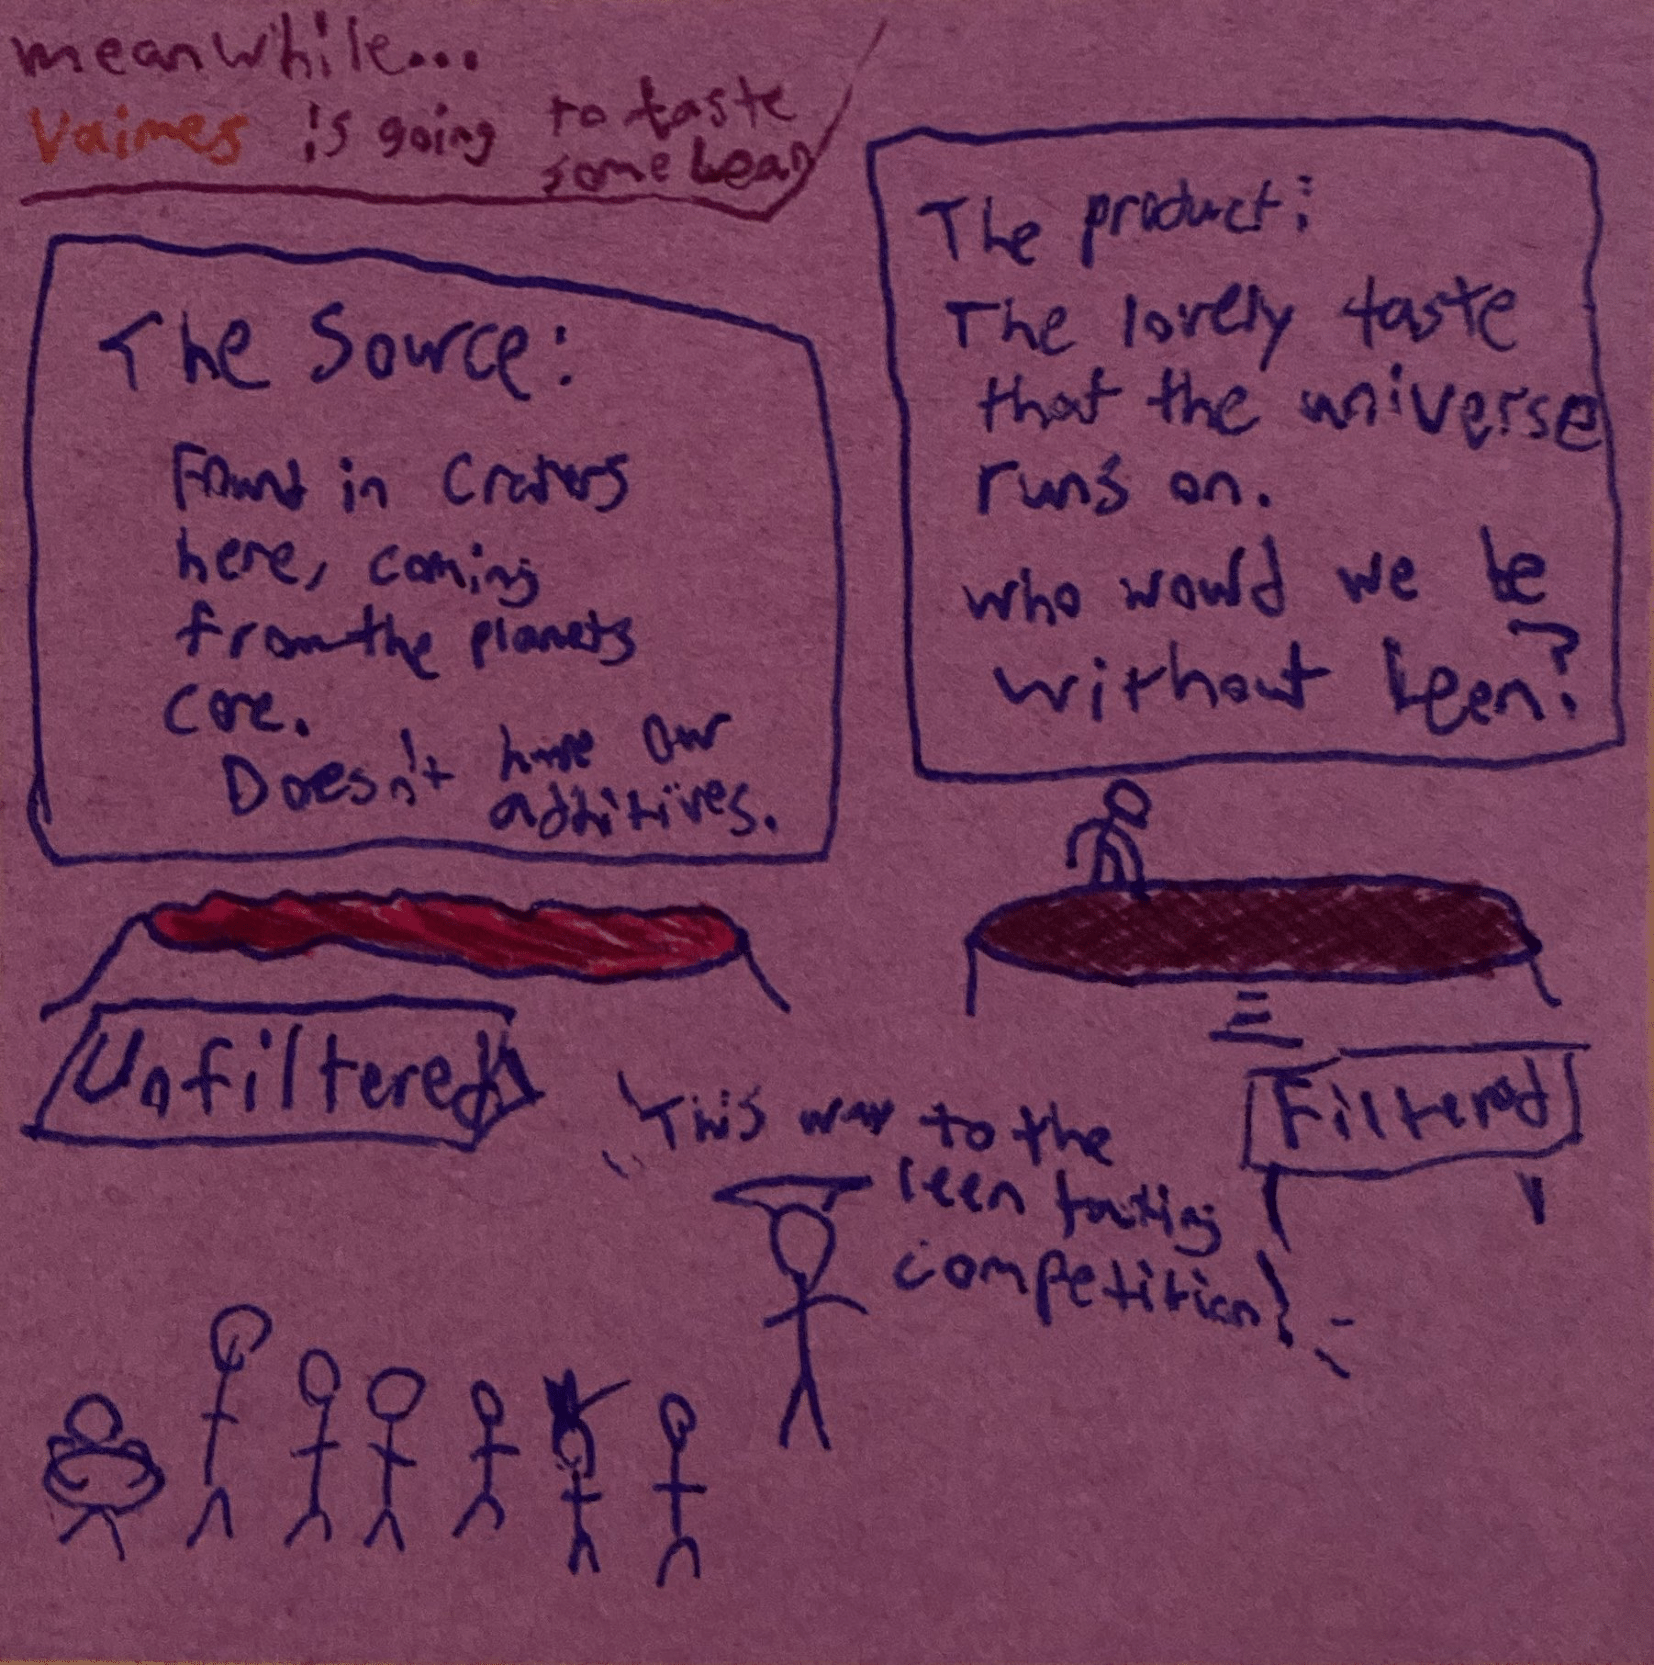 meanwhile...
Vaimes is going to taste
some
The Source:
Found in Craters
here, coming
from the planets
core.
Doesn't have our
additives.
The product:
The lovely taste
that the universe
runs on.
who would we be
without leen?
Unfiltered
Filtered
"This way to the
leen tasting
competition!